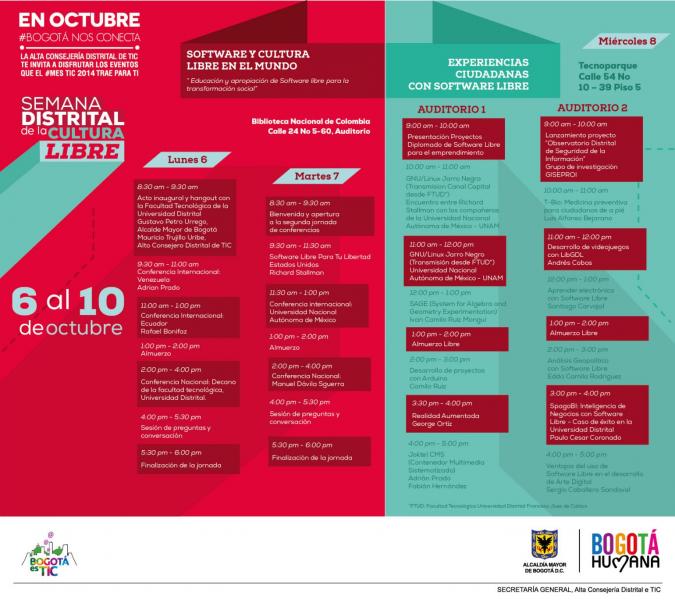 EN OCTUBRE
#BOGOTÁ NOS CONECTA
LA ALTA CONSEJERÍA DISTRITAL DE TIC
TE INVITA A DISFRUTAR LOS EVENTOS
QUE EL #MES TIC 2014 TRAE PARA TI
SEMANA
DISTRITAL
de la CULTURA
LIBRE
6 al 10
de octubre
SOFTWARE Y CULTURA
LIBRE EN EL MUNDO
" Educación y apropiación de Software libre para la
transformación social"
Biblioteca Nacional de Colombia
Calle 24 No 5-60, Auditorio
Lunes 6
8:30 am - 9:30 am
Acto inaugural y hangout con
la Facultad Tecnológica de la
Universidad Distrital
Gustavo Petro Urrego,
Alcalde Mayor de Bogotá
Mauricio Trujillo Uribe,
Alto Consejero Distrital de TIC
9:30 am - 11:00 am
Conferencia Internacional:
Venezuela
Adrian Prado
11:00 am - 1:00 pm
Conferencia Internacional:
Ecuador
Rafael Bonifaz
1:00 pm - 2:00 pm
Almuerzo
2:00 pm - 4:00 pm
Conferencia Nacional: Decano
de la facultad tecnológica,
Universidad Distrital.
4:00 pm - 5:30 pm
Sesión de preguntas y
conversación
5:30 pm - 6:00 pm
Finalización de la jornada
Martes 7
8:30 am - 9:30 am
Bienvenida y apertura
a la segunda jornada
de conferencias
9:30 am - 11:30 am
Software Libre Para Tu Libertad
Estados Unidos
Richard Stallman
11:30 am - 1:00 pm
Conferencia internacional:
Universidad Nacional
Autónoma de México
1:00 pm - 2:00 pm
Almuerzo
2:00 pm - 4:00 pm
Conferencia Nacional:
Manuel Dávila Sguerra
4:00 pm - 5:30 pm
Sesión de preguntas y
conversación
5:30 pm - 6:00 pm
Finalización de la jornada
EXPERIENCIAS
CIUDADANAS
CON SOFTWARE LIBRE
Miércoles 8
Tecnoparque
Calle 54 No
10 – 39 Piso 5
AUDITORIO 1
9:00 am - 10:00 am
Presentación Proyectos
Diplomado de Software Libre
para el emprendimiento
10:00 am - 11:00 am
GNU/Linux Jarro Negro
(Transmision Canal Capital
desde FTUD*)
Encuentro entre Richard
Stallman con los compañeros
de la Universidad Nacional
Autónoma de México - UNAM
11:00 am - 12:00 pm
GNU/Linux Jarro Negro
(Transmisión desde FTUD*)
Universidad Nacional
Autónoma de México - UNAM
12:00 pm - 1:00 pm
SAGE (System for Algebra and
Geometry Experimentation)
Ivan Camilo Ruiz Mongui
1:00 pm - 2:00 pm
Almuerzo Libre
2:00 pm - 3:00 pm
Desarrollo de proyectos
con Arduino
Camilo Ruiz
3:30 pm - 4:00 pm
Realidad Aumentada
George Ortiz
4:00 pm - 5:00 pm
Joktel CMS
(Contenedor Multimedia
Sistematizado)
Adrián Prado
Fabián Hernández
*FTUD: Facultad Tecnológica Universidad Distrital Francisco Jose de Caldas
AUDITORIO 2
9:00 am - 10:00 am
Lanzamiento proyecto
"Observatorio Distrital
de Seguridad de la
Información"
Grupo de investigación
GISEPROI
10:00 am - 11:00 am
T-Bio: Medicina preventiva
para ciudadanos de a pié
Luis Alfonso Bejarano
11:00 am - 12:00 pm
Desarrollo de videojuegos
con LibGDL
Andrés Cobos
12:00 pm - 1:00 pm
Aprender electrónica
con Software Libre
Santiago Carvajal
1:00 pm - 2:00 pm
Almuerzo Libre
2:00 pm - 3:00 pm
Análisis Geopolítico
con Software Libre
Eddis Camila Rodríguez
3:00 pm - 4:00 pm
SpagoBI: Inteligencia de
Negocios con Software
Libre - Caso de éxito en la
Universidad Distrital
Paulo Cesar Coronado
4:00 pm - 5:00 pm
Ventajas del uso de
Software Libre en el desarrollo
de Arte Digital
Sergio Caballero Sandoval
BOGOTÁ
es TIC
ALCALDÍA MAYOR
DE BOGOTÁ D.C.
BOGOTÁ
HUMANA
SECRETARÍA GENERAL, Alta Consejería Distrital e TIC